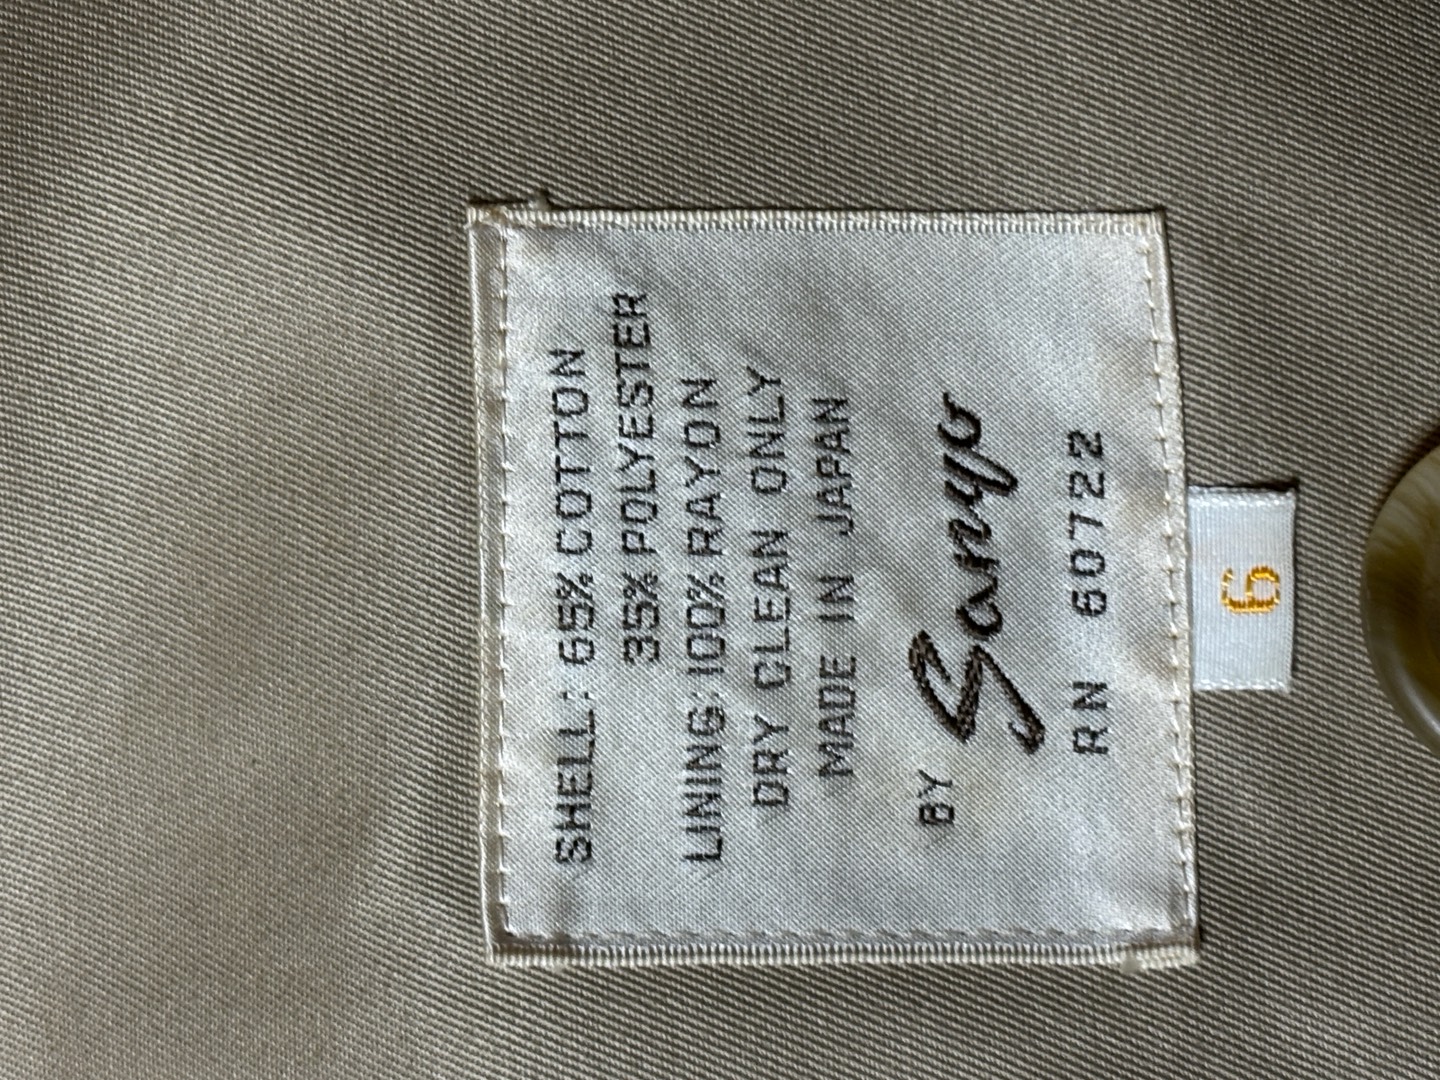 SHELL: 65% COTTON
35% POLYESTER
LINING: 100% RAYON
DRY CLEAN ONLY
MADE IN JAPAN
BY Sanyo
RN 60722
6